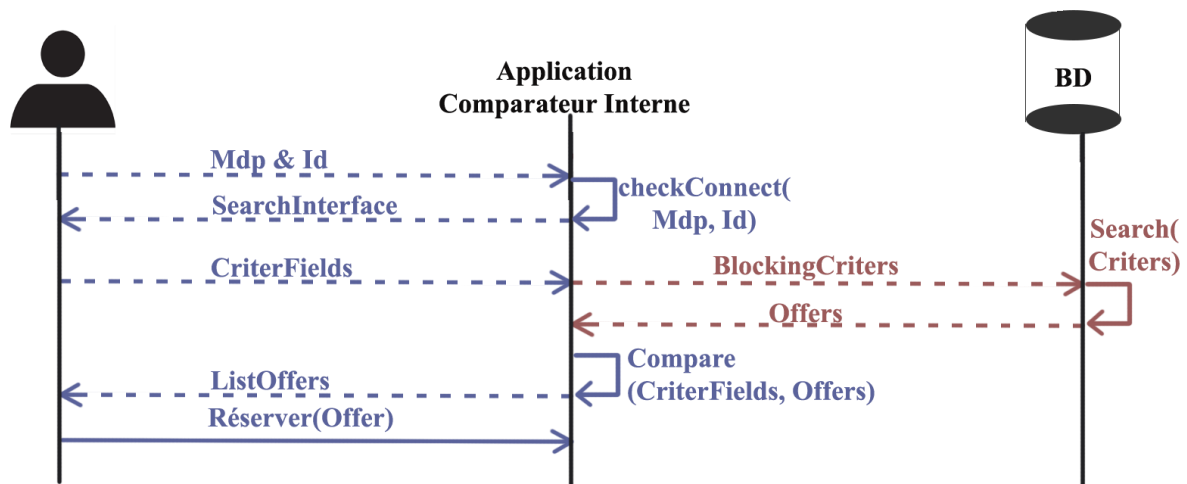 Application
Comparateur Interne
BD
Mdp & Id
checkConnect(
Mdp, Id)
SearchInterface
Search(
Criters)
CriterFields
BlockingCriters
Offers
Compare
(CriterFields, Offers)
ListOffers
Réserver(Offer)